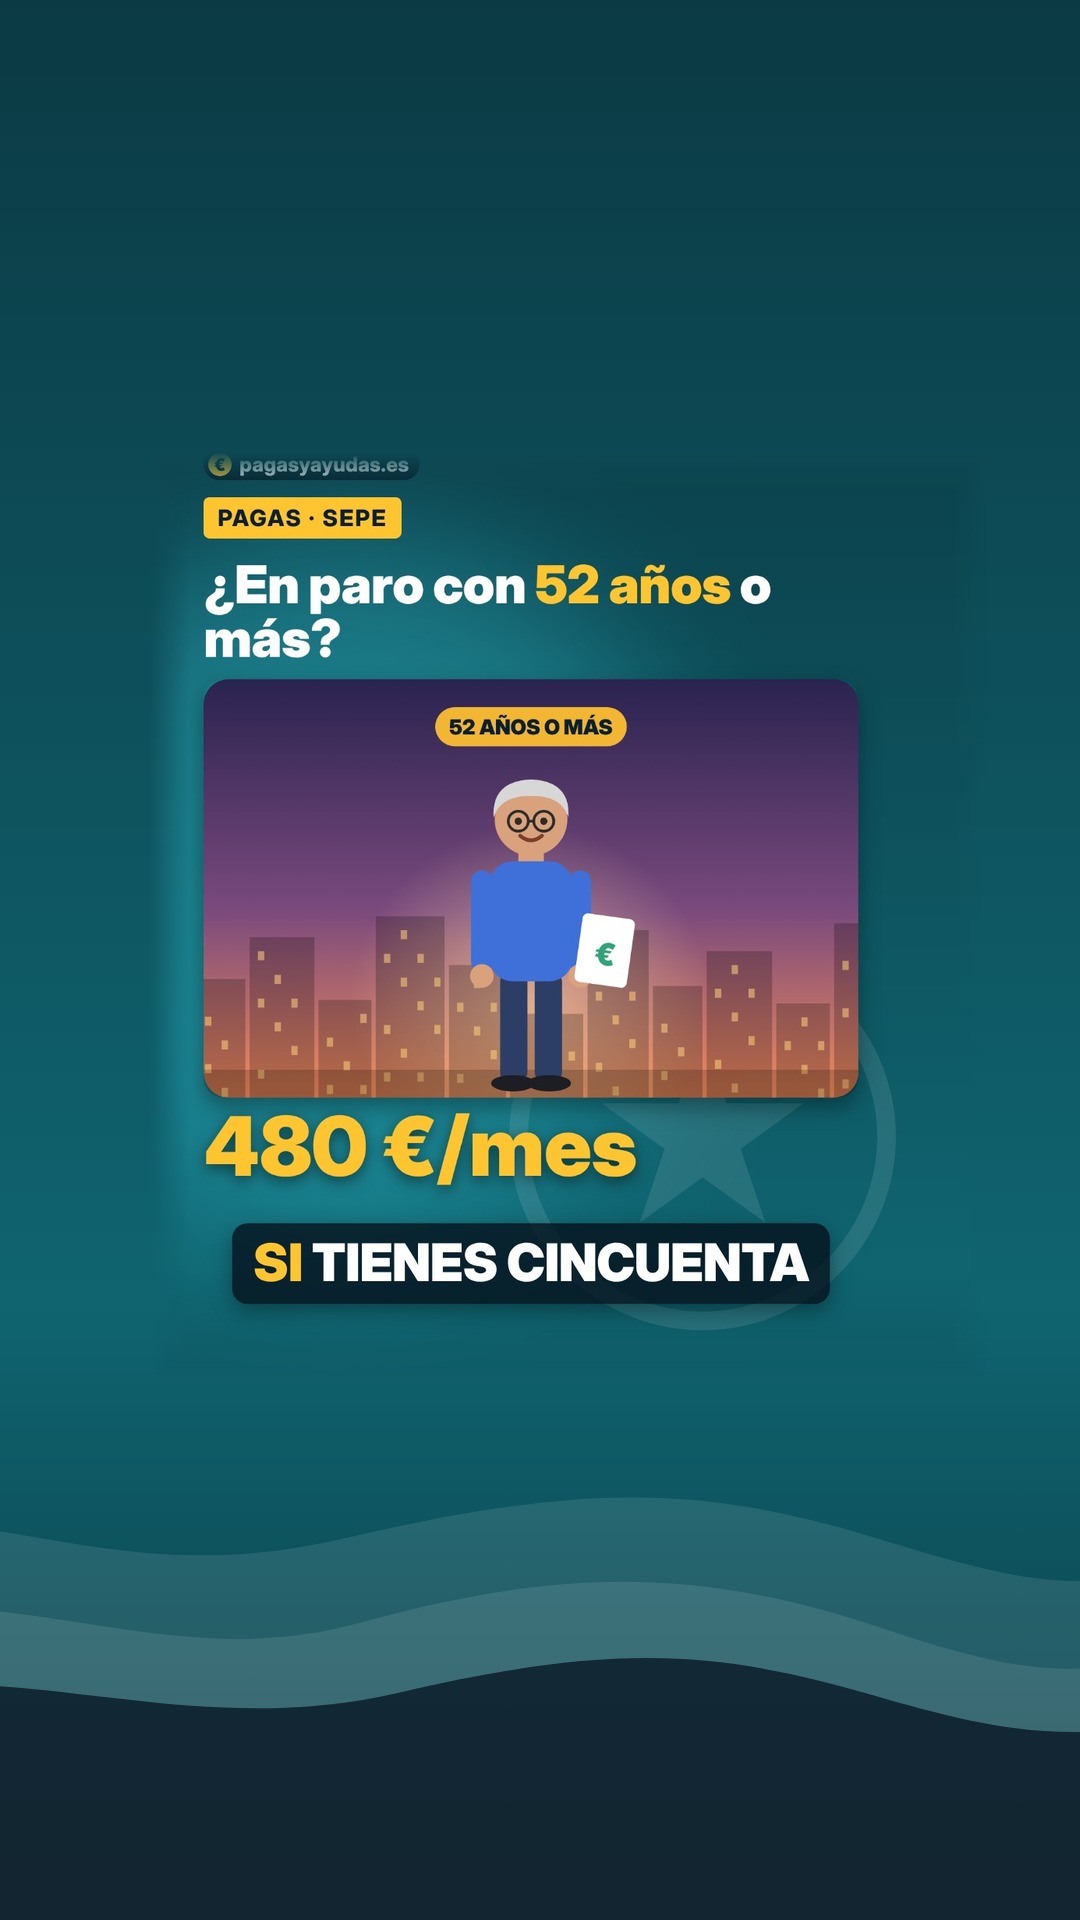 € pagasyayudas.es
PAGAS · SEPE
¿En paro con 52 años o
más?
52 AÑOS O MÁS
€
480 €/mes
SI TIENES CINCUENTA